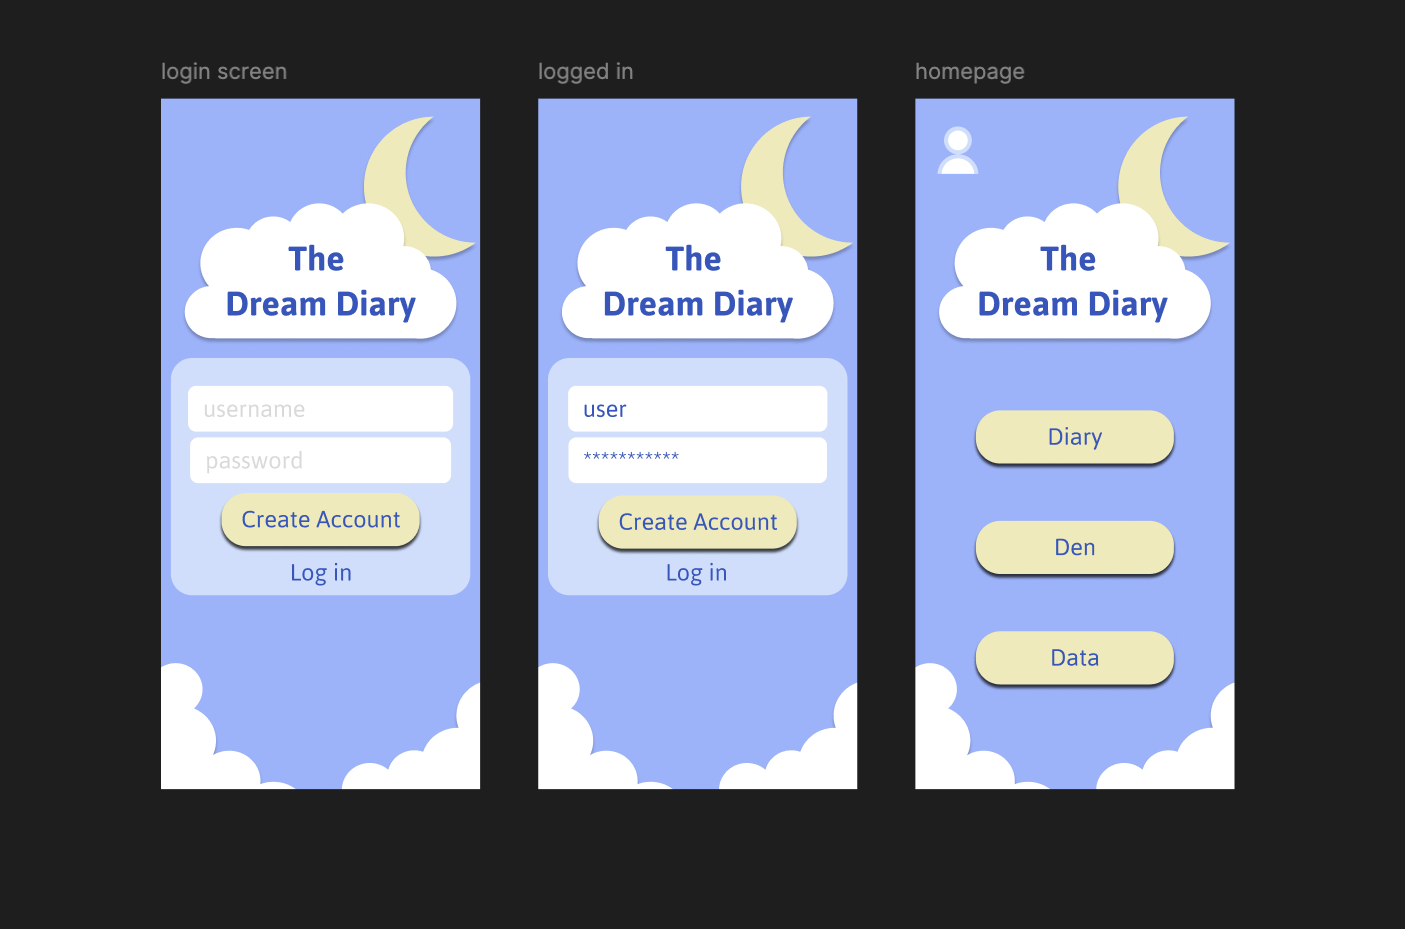 login screen
The
Dream Diary
username
password
Create Account
Log in
logged in
The
Dream Diary
user
***********
Create Account
Log in
homepage
The
Dream Diary
Diary
Den
Data